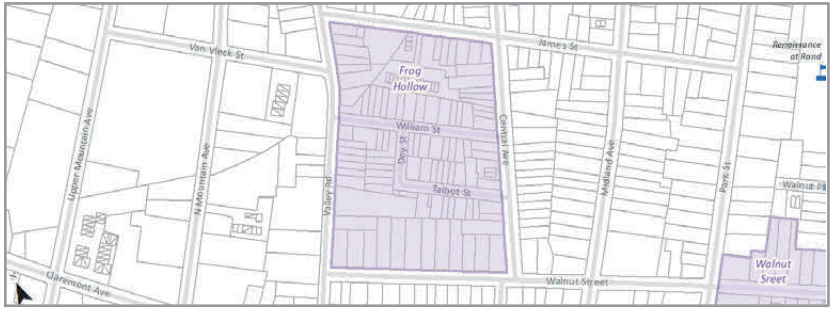 Van Vleck St
James St
Renaissance
at Rand
Frog
Hollow
William St
Dey St
Central Ave
Talbot St
Upper Mountain Ave
N Mountain Ave
Valley Rd
Midland Ave
Park St
Walnut Pl
Claremont Ave
Walnut Street
Walnut
Sreet
N